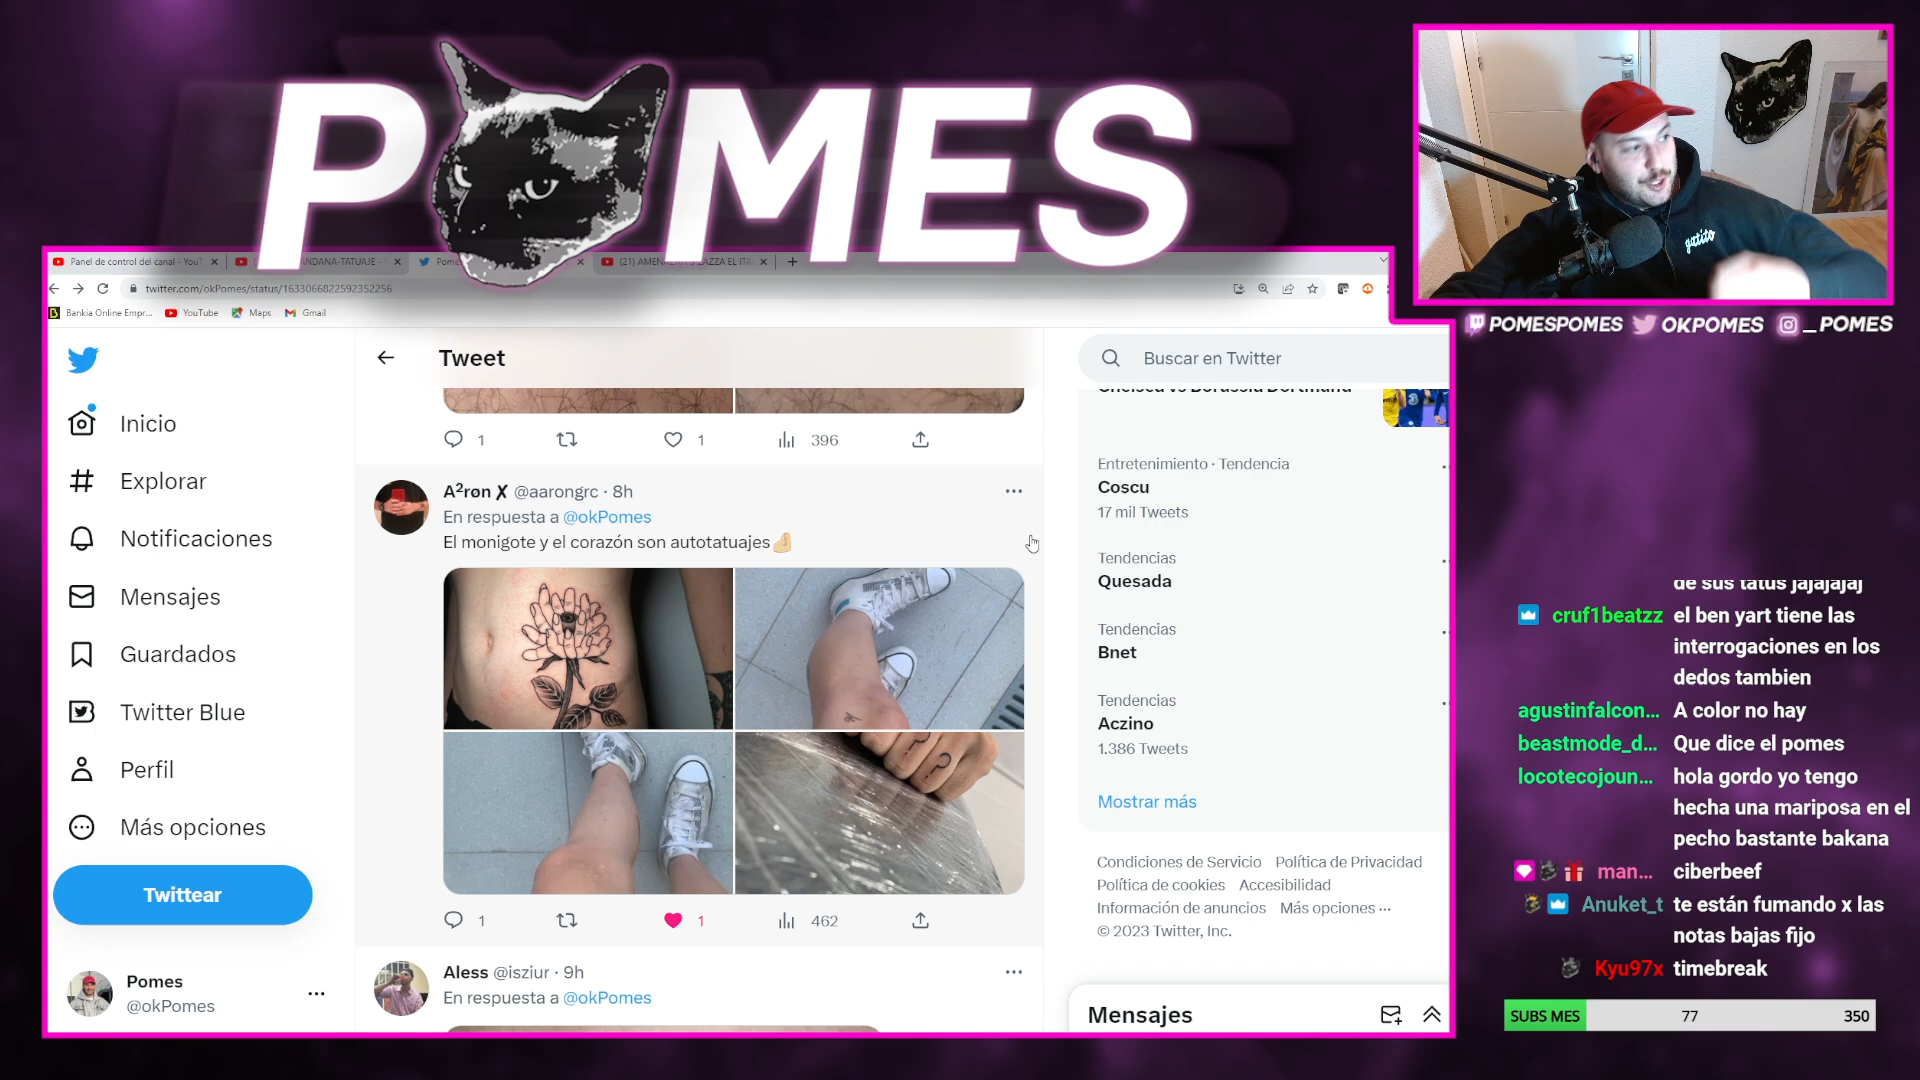 POMES
Panel de control del canal - YouT
ANDANA-TATUAJE -
Pome
twitter.com/okPomes/status/1633066822592352256
Bankia Online Empr...
YouTube
Maps
Gmail
gatito
POMESPOMES
OKPOMES
_POMES
Inicio
Explorar
Notificaciones
Mensajes
Guardados
Twitter Blue
Perfil
Más opciones
Twittear
Pomes
@okPomes
Tweet
1
1
396
A²røn ✗ @aarongrc · 8h
En respuesta a @okPomes
El monigote y el corazón son autotatuajes
1
1
462
Aless @isziur · 9h
En respuesta a @okPomes
Buscar en Twitter
Chelsea vs Borussia Dortmund
Entretenimiento · Tendencia
Coscu
17 mil Tweets
Tendencias
Quesada
Tendencias
Bnet
Tendencias
Aczino
1.386 Tweets
Mostrar más
Condiciones de Servicio Política de Privacidad
Política de cookies Accesibilidad
Información de anuncios Más opciones ···
© 2023 Twitter, Inc.
Mensajes
de sus tatus jajajajaj
cruf1beatzz el ben yart tiene las
interrogaciones en los
dedos tambien
agustinfalcon... A color no hay
beastmode_d... Que dice el pomes
locotecojoun... hola gordo yo tengo
hecha una mariposa en el
pecho bastante bakana
man... ciberbeef
Anuket_t te están fumando x las
notas bajas fijo
Kyu97x timebreak
SUBS MES 77 350